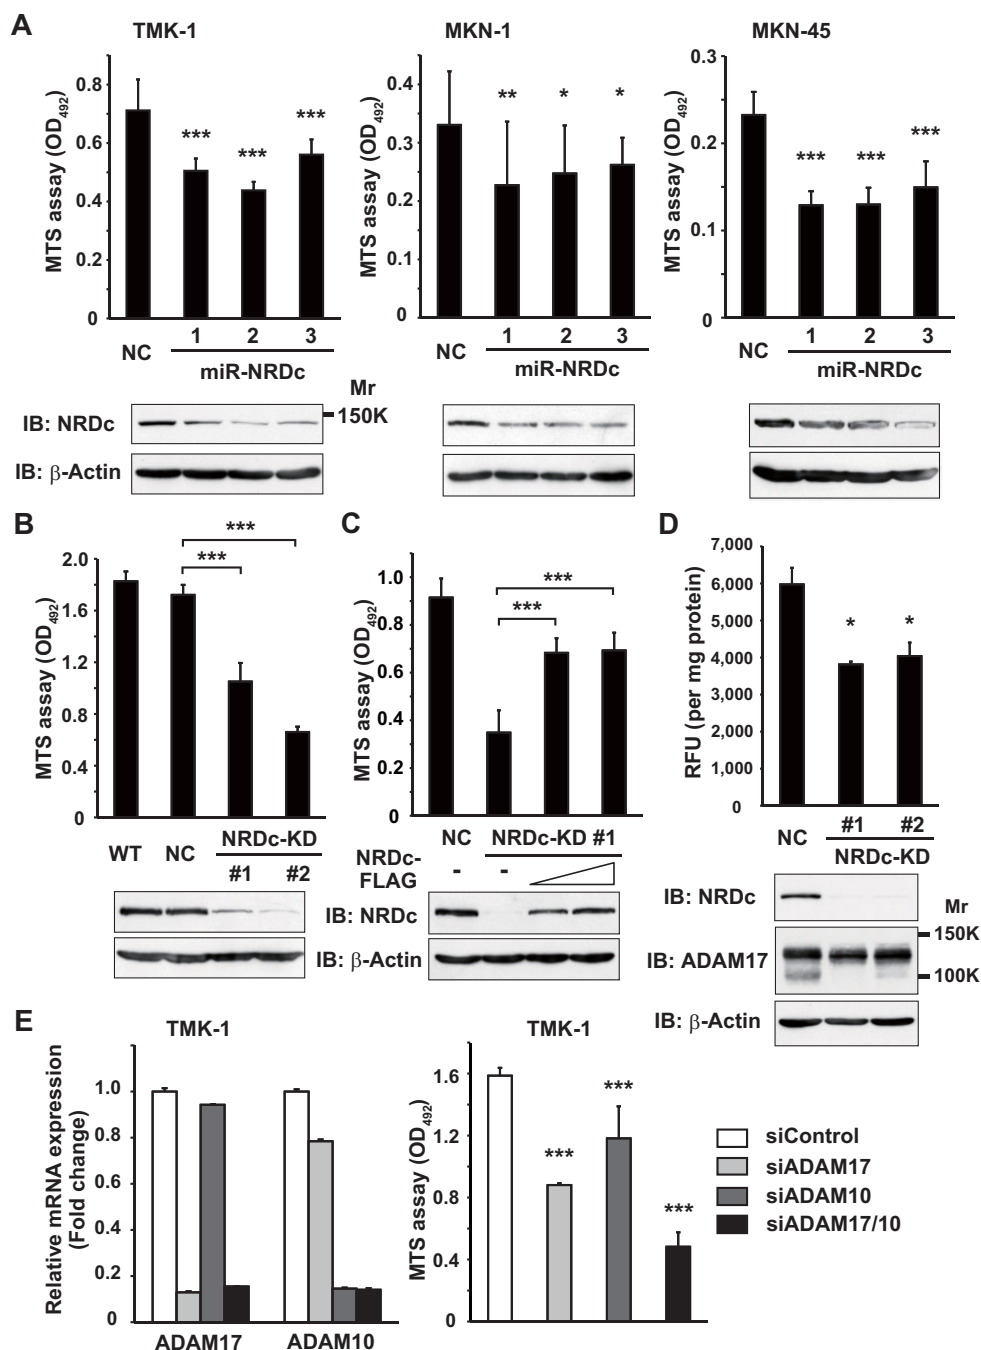 A
TMK-1
MKN-1
MKN-45
MTS assay (OD492)
0.8
0.6
0.4
0.2
0
***
***
***
NC
1 2 3
miR-NRDc
MTS assay (OD492)
0.4
0.3
0.2
0.1
0
**
*
*
NC
1 2 3
miR-NRDc
MTS assay (OD492)
0.3
0.2
0.1
0
***
***
***
NC
1 2 3
miR-NRDc
Mr
150K
IB: NRDc
IB: β-Actin
B
MTS assay (OD492)
2.0
1.6
1.2
0.8
0.4
0
***
***
WT NC NRDc-KD
#1 #2
C
MTS assay (OD492)
1.0
0.8
0.6
0.4
0.2
0
***
***
NC NRDc-KD #1
NRDc-
FLAG
- -
IB: NRDc
IB: β-Actin
D
RFU (per mg protein)
7,000
6,000
5,000
4,000
3,000
2,000
1,000
0
*
*
NC
#1 #2
NRDc-KD
IB: NRDc
Mr
150K
IB: ADAM17
100K
IB: β-Actin
E
TMK-1
Relative mRNA expression
(Fold change)
1.0
0.8
0.6
0.4
0.2
0
ADAM17 ADAM10
TMK-1
MTS assay (OD492)
1.6
1.2
0.8
0.4
0
***
***
***
siControl
siADAM17
siADAM10
siADAM17/10